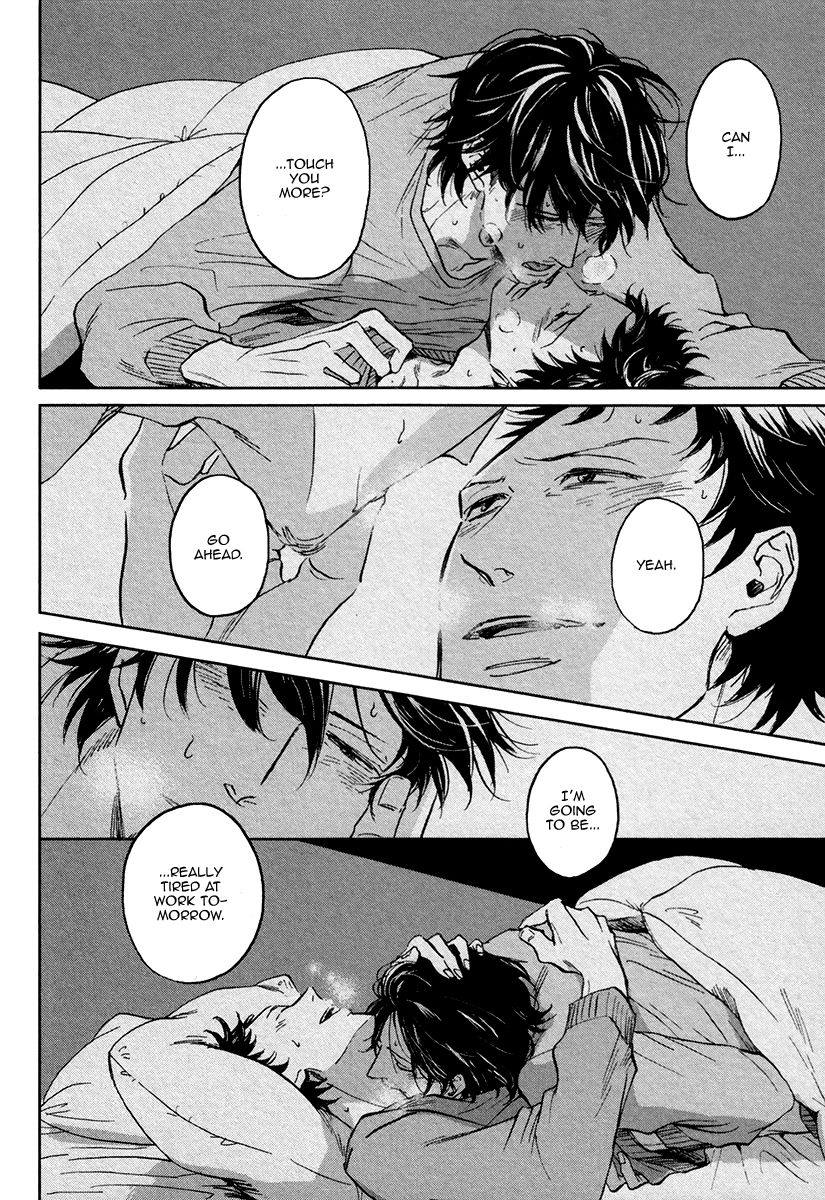 CAN
I...
...TOUCH
YOU
MORE?
YEAH.
GO
AHEAD.
I'M
GOING
TO BE...
...REALLY
TIRED AT
WORK TO-
MORROW.